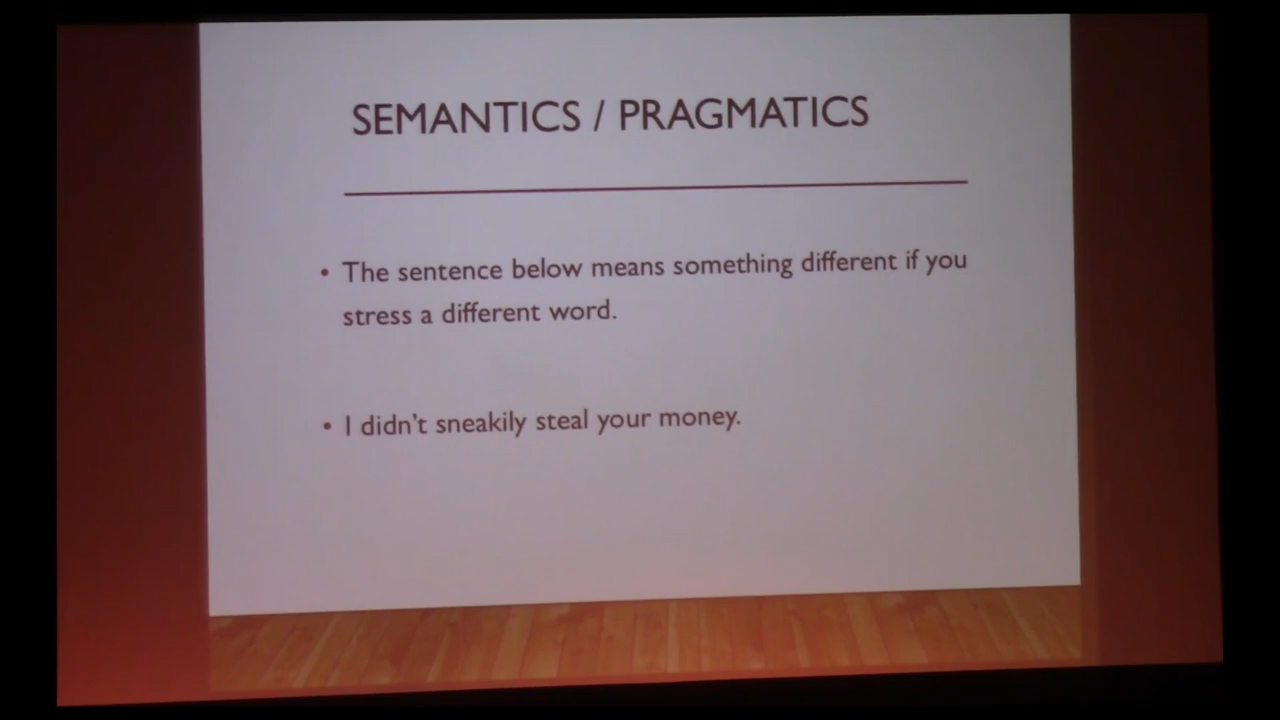 SEMANTICS / PRAGMATICS
• The sentence below means something different if you
stress a different word.
• I didn't sneakily steal your money.